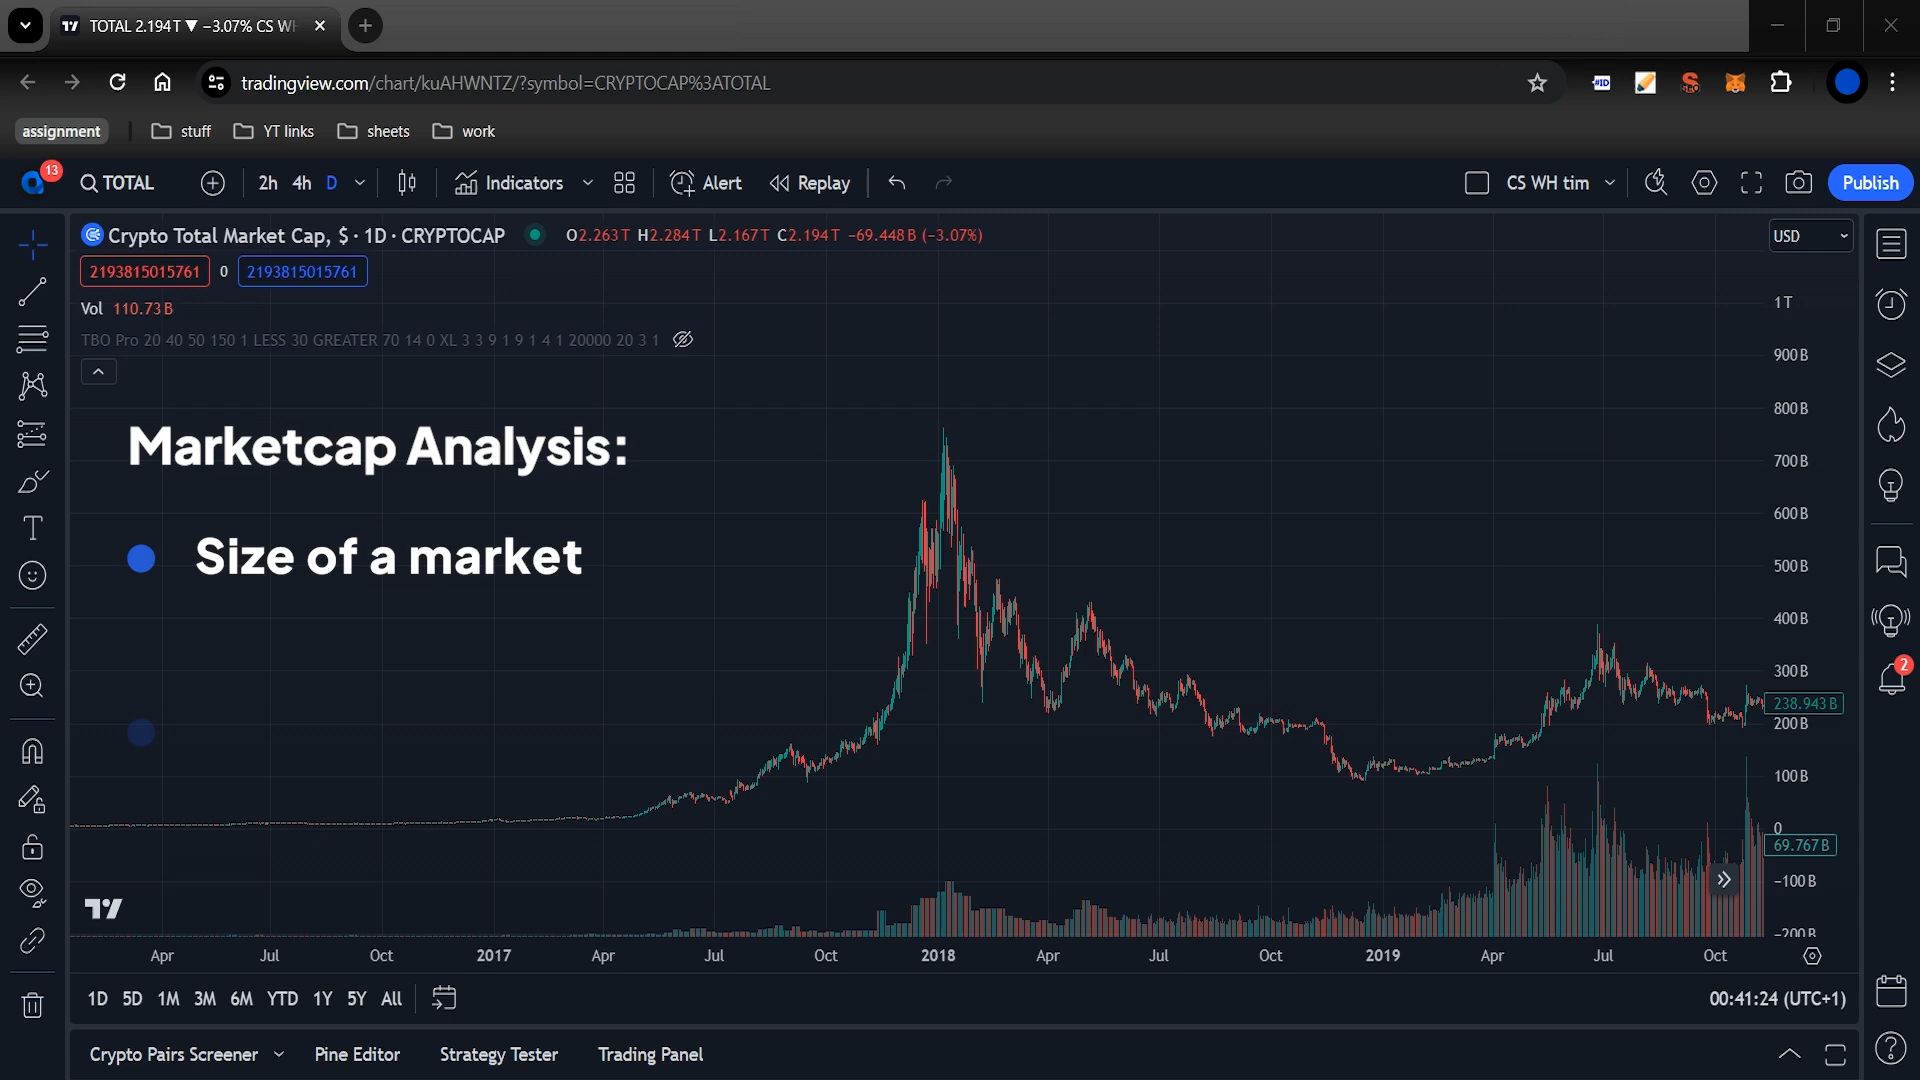 TOTAL 2.194T ▼ −3.07% CS WH
tradingview.com/chart/kuAHWNTZ/?symbol=CRYPTOCAP%3ATOTAL
#ID
SEO
assignment
stuff
YT links
sheets
work
13
TOTAL
2h
4h
D
Indicators
Alert
Replay
CS WH tim
Publish
Crypto Total Market Cap, $ · 1D · CRYPTOCAP
O2.263T H2.284T L2.167T C2.194T −69.448B (−3.07%)
USD
2193815015761
0
2193815015761
Vol 110.73B
TBO Pro 20 40 50 150 1 LESS 30 GREATER 70 14 0 XL 3 3 9 1 9 1 4 1 20000 20 3 1
Marketcap Analysis:
Size of a market
1T
900B
800B
700B
600B
500B
400B
300B
238.943B
200B
100B
0
69.767B
−100B
−200B
2
Apr
Jul
Oct
2017
Apr
Jul
Oct
2018
Apr
Jul
Oct
2019
Apr
Jul
Oct
1D
5D
1M
3M
6M
YTD
1Y
5Y
All
00:41:24 (UTC+1)
Crypto Pairs Screener
Pine Editor
Strategy Tester
Trading Panel